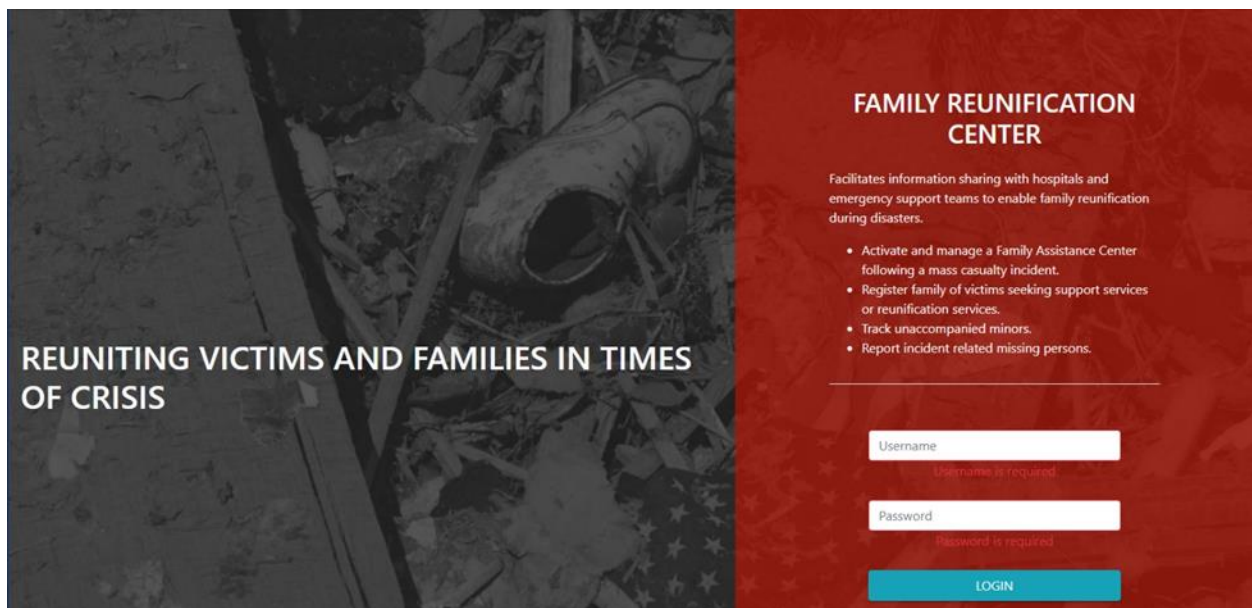 REUNITING VICTIMS AND FAMILIES IN TIMES
OF CRISIS
FAMILY REUNIFICATION
CENTER
Facilitates information sharing with hospitals and
emergency support teams to enable family reunification
during disasters.
• Activate and manage a Family Assistance Center
following a mass casualty incident.
• Register family of victims seeking support services
or reunification services.
• Track unaccompanied minors.
• Report incident related missing persons.
Username
Username is required
Password
Password is required
LOGIN